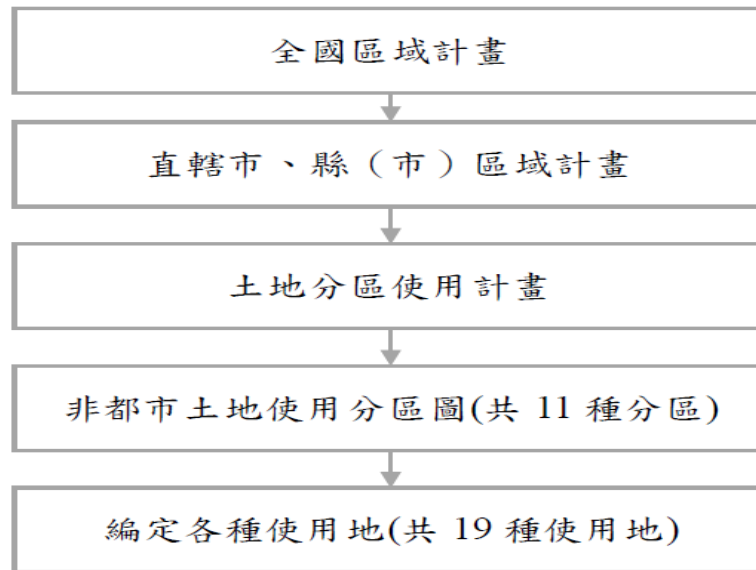 全國區域計畫
直轄市、縣（市）區域計畫
土地分區使用計畫
非都市土地使用分區圖(共 11 種分區)
編定各種使用地(共 19 種使用地)